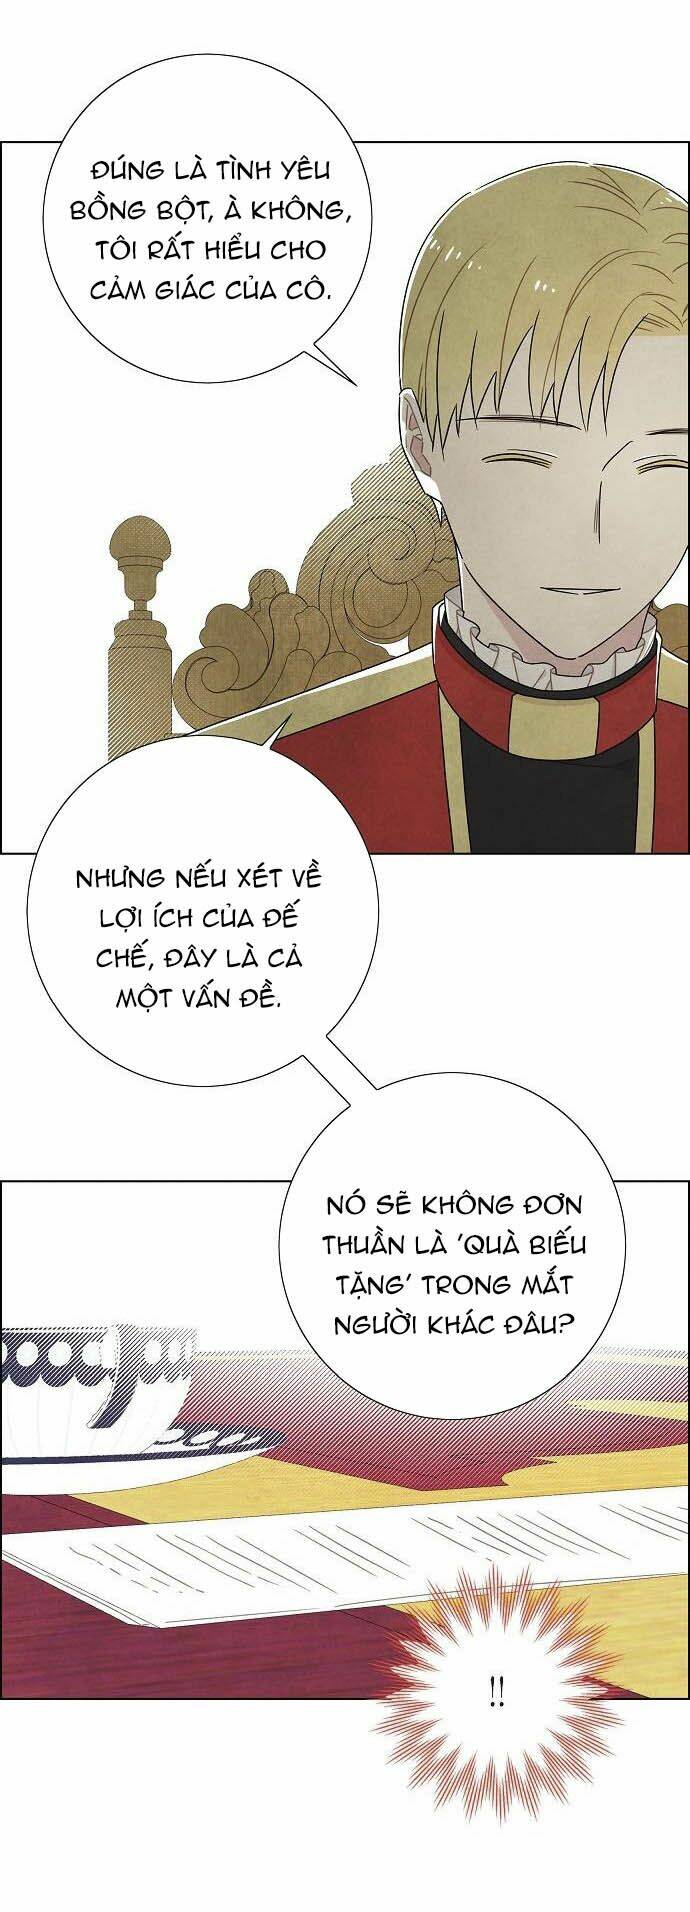 ĐÚNG LÀ TÌNH YÊU
BỒNG BỘT, À KHÔNG,
TÔI RẤT HIỂU CHO
CẢM GIÁC CỦA CÔ.
NHƯNG NẾU XÉT VỀ
LỢI ÍCH CỦA ĐẾ
CHẾ, ĐÂY LÀ CẢ
MỘT VẤN ĐỀ.
NÓ SẼ KHÔNG ĐƠN
THUẦN LÀ 'QUÀ BIẾU
TẶNG' TRONG MẮT
NGƯỜI KHÁC ĐÂU?
!!